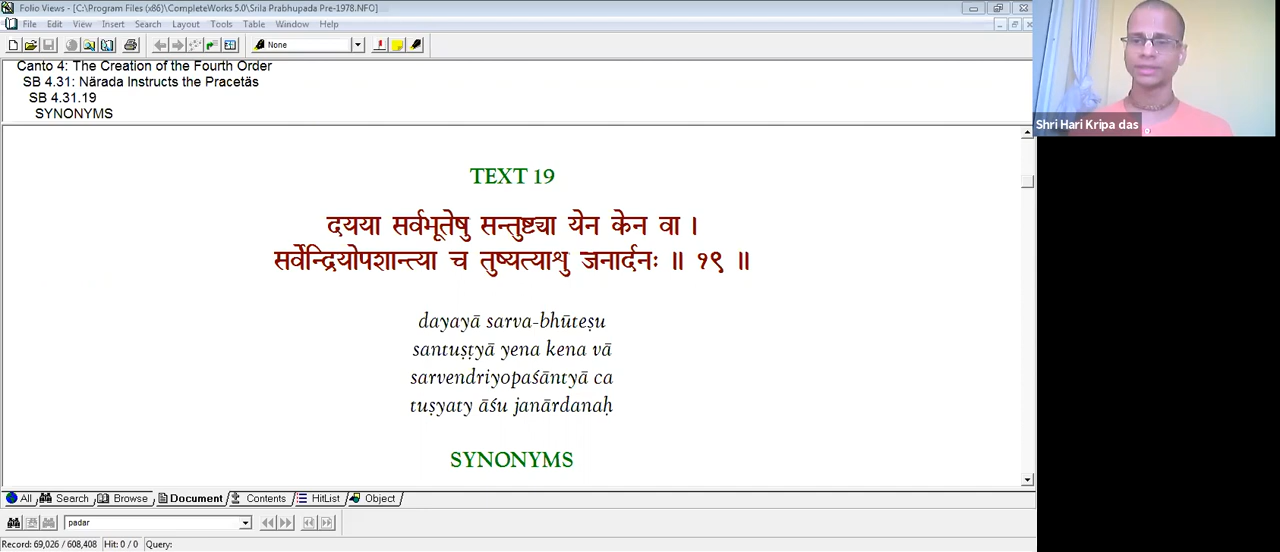 Folio Views - [C:\Program Files (x86)\CompleteWorks 5.0\Srila Prabhupada Pre-1978.NFO]
File Edit View Insert Search Layout Tools Table Window Help
None
Canto 4: The Creation of the Fourth Order
SB 4.31: Närada Instructs the Pracetäs
SB 4.31.19
SYNONYMS
Shri Hari Kripa das
TEXT 19
दयया सर्वभूतेषु सन्तुष्ट्या येन केन वा ।
सर्वेन्द्रियोपशान्त्या च तुष्यत्याशु जनार्दनः ॥ १९ ॥
dayayā sarva-bhūteṣu
santuṣṭyā yena kena vā
sarvendriyopaśāntyā ca
tuṣyaty āśu janārdanaḥ
SYNONYMS
All Search Browse Document Contents HitList Object
padar
Record: 69,026 / 608,408 Hit: 0 / 0 Query: